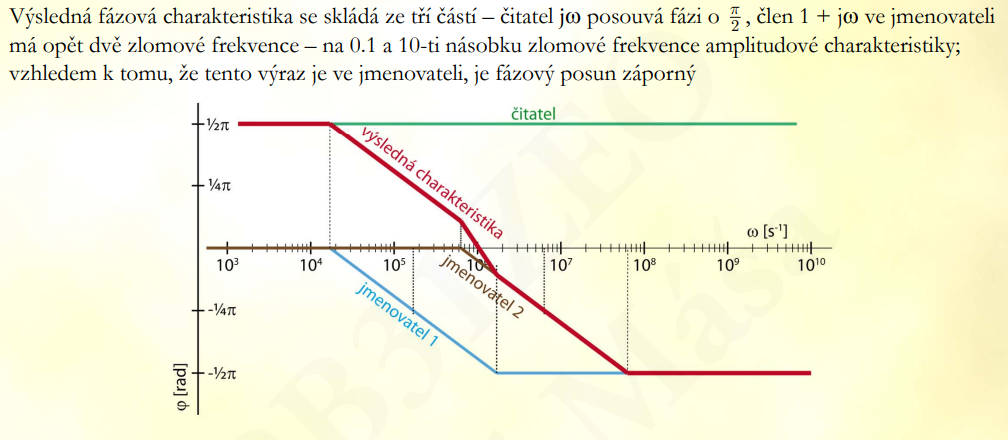 Výsledná fázová charakteristika se skládá ze tří částí – čitatel jω posouvá fázi o π/2, člen 1 + jω ve jmenovateli
má opět dvě zlomové frekvence – na 0.1 a 10-ti násobku zlomové frekvence amplitudové charakteristiky;
vzhledem k tomu, že tento výraz je ve jmenovateli, je fázový posun záporný
čitatel
½π
výsledná charakteristika
¼π
ω [s⁻¹]
10³ 10⁴ 10⁵ 10⁶ 10⁷ 10⁸ 10⁹ 10¹⁰
jmenovatel 2
jmenovatel 1
-¼π
-½π
φ [rad]